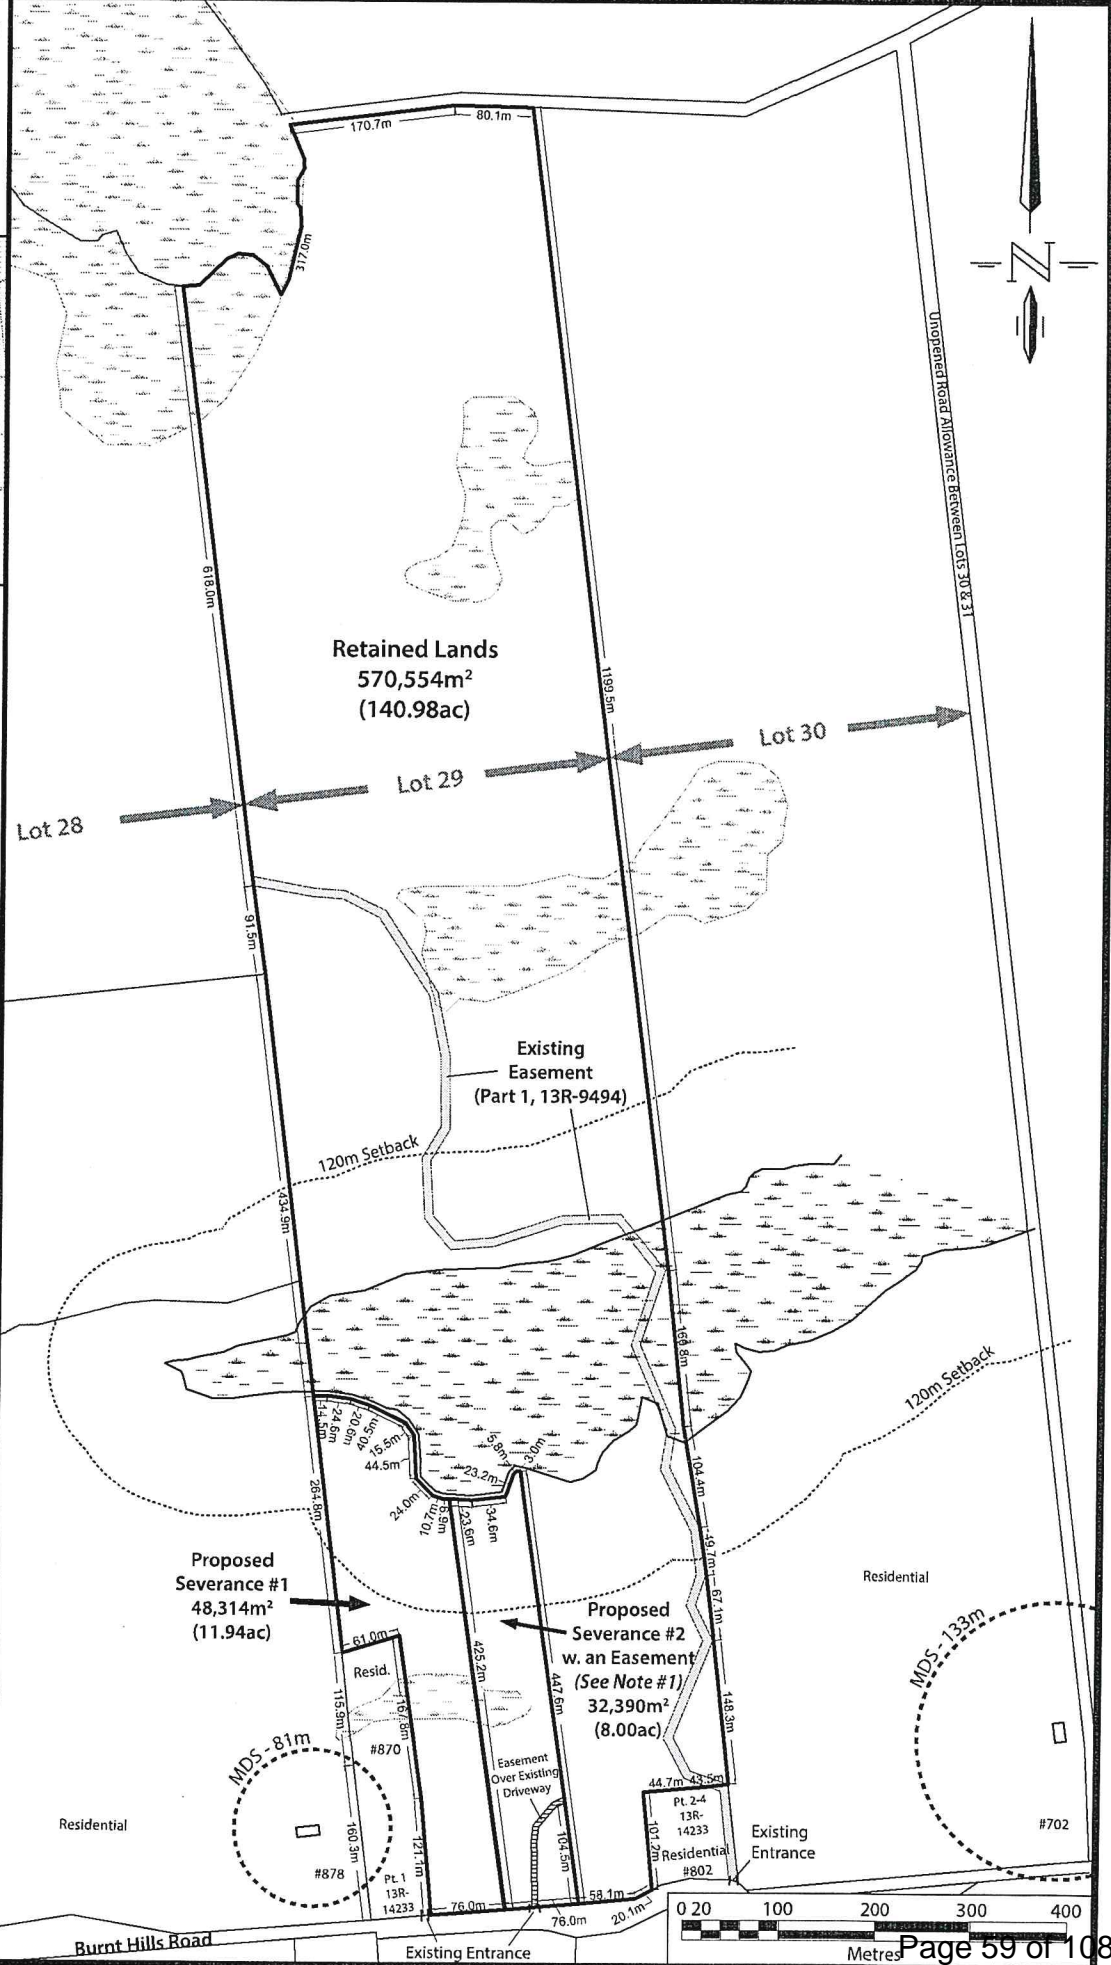 170.7m
80.1m
317.0m
N
Unopened Road Allowance Between Lots 30 & 31
618.0m
Retained Lands
570,554m²
(140.98ac)
1199.5m
Lot 30
Lot 29
Lot 28
91.5m
Existing
Easement
(Part 1, 13R-9494)
120m Setback
434.9m
168.8m
120m Setback
14.5m
24.6m
20.6m
40.5m
15.5m
44.5m
24.0m
10.7m
6.9m
23.6m
34.6m
23.2m
5.8m
3.0m
104.4m
264.8m
49.7m
67.1m
Proposed
Severance #1
48,314m²
(11.94ac)
Residential
Proposed
Severance #2
w. an Easement
(See Note #1)
32,390m²
(8.00ac)
61.0m
Resid.
425.2m
447.6m
MDS - 133m
115.9m
167.8m
148.3m
MDS - 81m
#870
Easement
Over Existing
Driveway
44.7m
43.5m
Pt. 2-4
13R-
14233
Residential
#802
101.2m
Existing
Entrance
#702
Residential
160.3m
121.1m
104.5m
#878
Pt. 1
13R-
14233
76.0m
76.0m
58.1m
20.1m
Burnt Hills Road
Existing Entrance
0 20 100 200 300 400
Metres
Page 59 of 108